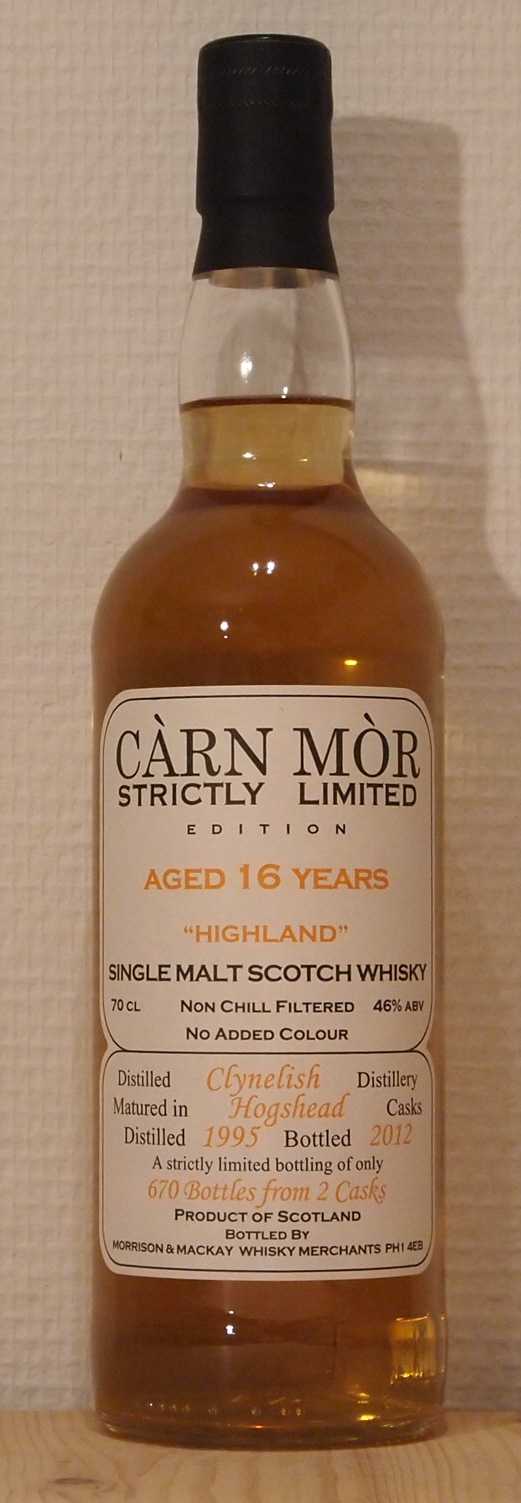 CÀRN MÒR
STRICTLY LIMITED
EDITION
AGED 16 YEARS
"HIGHLAND"
SINGLE MALT SCOTCH WHISKY
70 CL NON CHILL FILTERED 46% ABV
NO ADDED COLOUR
Distilled Clynelish Distillery
Matured in Hogshead Casks
Distilled 1995 Bottled 2012
A strictly limited bottling of only
670 Bottles from 2 Casks
PRODUCT OF SCOTLAND
BOTTLED BY
MORRISON & MACKAY WHISKY MERCHANTS PH1 4EB